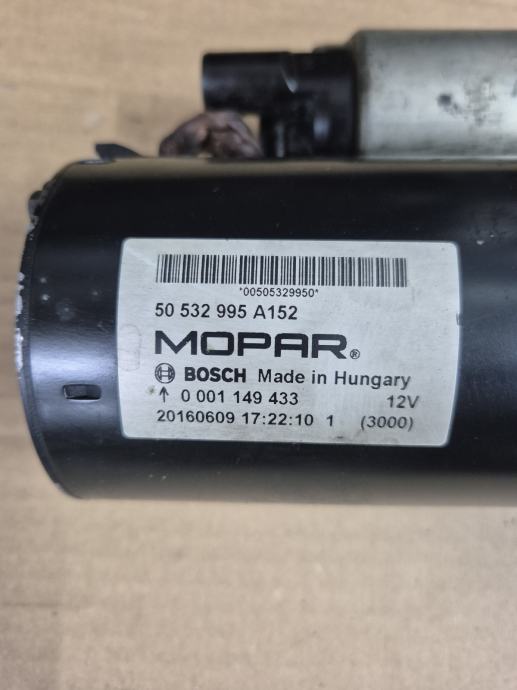 *00505329950*
50 532 995 A152
MOPAR®
BOSCH Made in Hungary
↑ 0 001 149 433 12V
20160609 17:22:10 1 (3000)